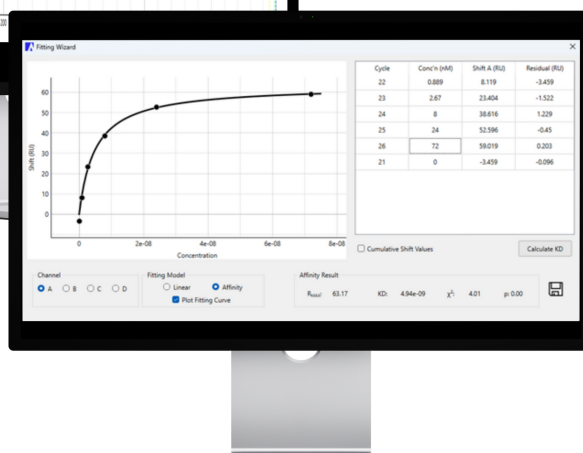 200
Fitting Wizard
Cycle Conc'n (nM) Shift A (RU) Residual (RU)
22 0.889 8.119 -3.459
23 2.67 23.404 -1.522
24 8 38.616 1.229
25 24 52.596 -0.45
26 72 59.019 0.203
21 0 -3.459 -0.096
60
50
40
30
20
10
0
Shift (RU)
0 2e-08 4e-08 6e-08 8e-08
Concentration
Cumulative Shift Values
Calculate KD
Channel
A B C D
Fitting Model
Linear Affinity
Plot Fitting Curve
Affinity Result
63.17 KD: 4.94e-09 χ²: 4.01 p: 0.00